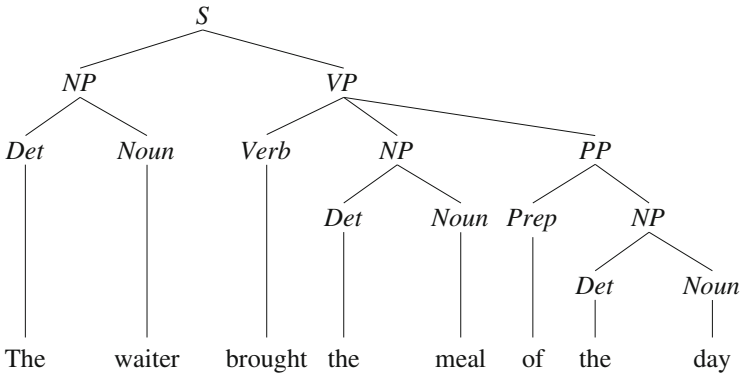 S
NP VP
Det Noun Verb NP PP
Det Noun Prep NP
Det Noun
The waiter brought the meal of the day